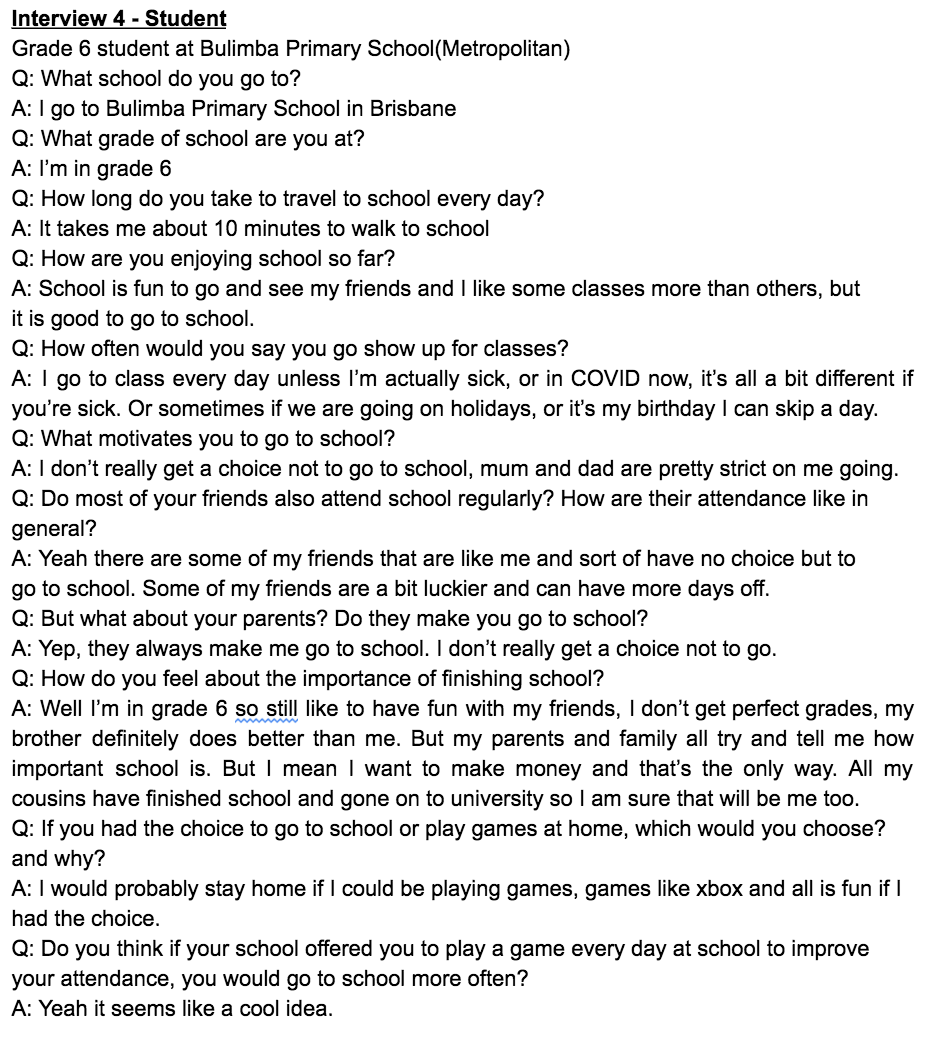 Interview 4 - Student
Grade 6 student at Bulimba Primary School(Metropolitan)
Q: What school do you go to?
A: I go to Bulimba Primary School in Brisbane
Q: What grade of school are you at?
A: I'm in grade 6
Q: How long do you take to travel to school every day?
A: It takes me about 10 minutes to walk to school
Q: How are you enjoying school so far?
A: School is fun to go and see my friends and I like some classes more than others, but
it is good to go to school.
Q: How often would you say you go show up for classes?
A: I go to class every day unless I'm actually sick, or in COVID now, it's all a bit different if
you're sick. Or sometimes if we are going on holidays, or it's my birthday I can skip a day.
Q: What motivates you to go to school?
A: I don't really get a choice not to go to school, mum and dad are pretty strict on me going.
Q: Do most of your friends also attend school regularly? How are their attendance like in
general?
A: Yeah there are some of my friends that are like me and sort of have no choice but to
go to school. Some of my friends are a bit luckier and can have more days off.
Q: But what about your parents? Do they make you go to school?
A: Yep, they always make me go to school. I don't really get a choice not to go.
Q: How do you feel about the importance of finishing school?
A: Well I'm in grade 6 so still like to have fun with my friends, I don't get perfect grades, my
brother definitely does better than me. But my parents and family all try and tell me how
important school is. But I mean I want to make money and that's the only way. All my
cousins have finished school and gone on to university so I am sure that will be me too.
Q: If you had the choice to go to school or play games at home, which would you choose?
and why?
A: I would probably stay home if I could be playing games, games like xbox and all is fun if I
had the choice.
Q: Do you think if your school offered you to play a game every day at school to improve
your attendance, you would go to school more often?
A: Yeah it seems like a cool idea.